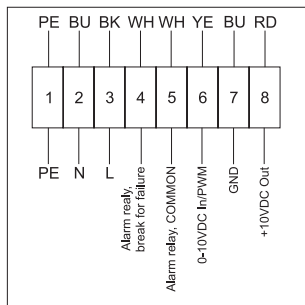 PE BU BK WH WH YE BU RD
1 2 3 4 5 6 7 8
PE N L
Alarm realy,
break for failure
Alarm relay, COMMON
0-10VDC In/PWM
GND
+10VDC Out